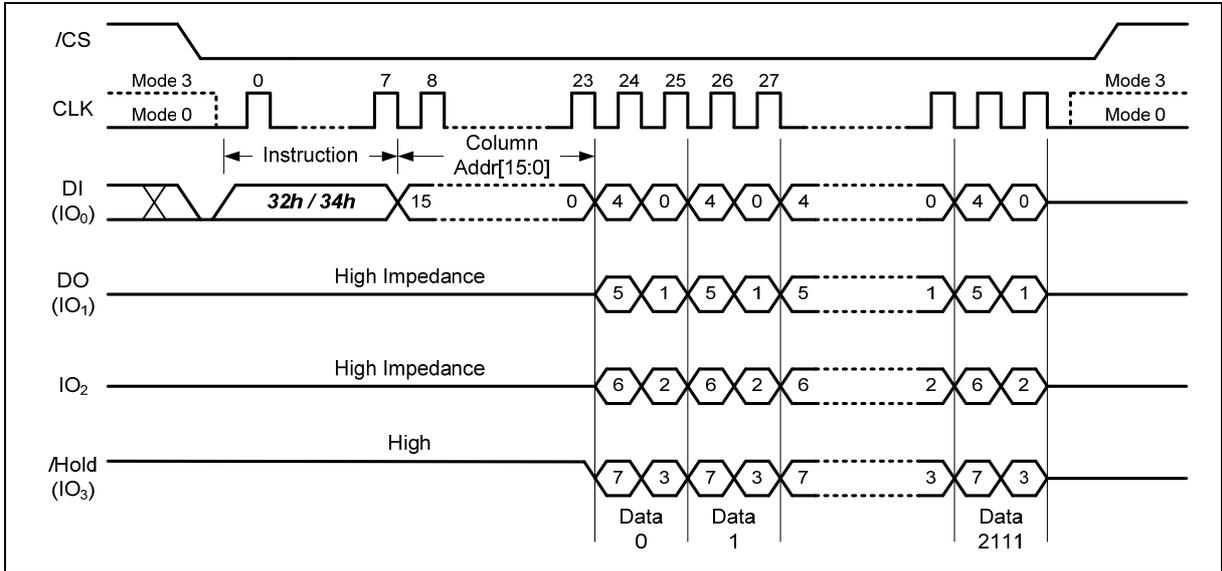 /CS
Mode 3 0 7 8 23 24 25 26 27 Mode 3
CLK
Mode 0 Mode 0
Instruction Column
Addr[15:0]
DI
(IO₀)
32h / 34h 15 0 4 0 4 0 4 0 4 0
High Impedance
DO
(IO₁)
5 1 5 1 5 1 5 1
High Impedance
IO₂ 6 2 6 2 6 2 6 2
High
/Hold
(IO₃)
7 3 7 3 7 3 7 3
Data Data Data
0 1 2111